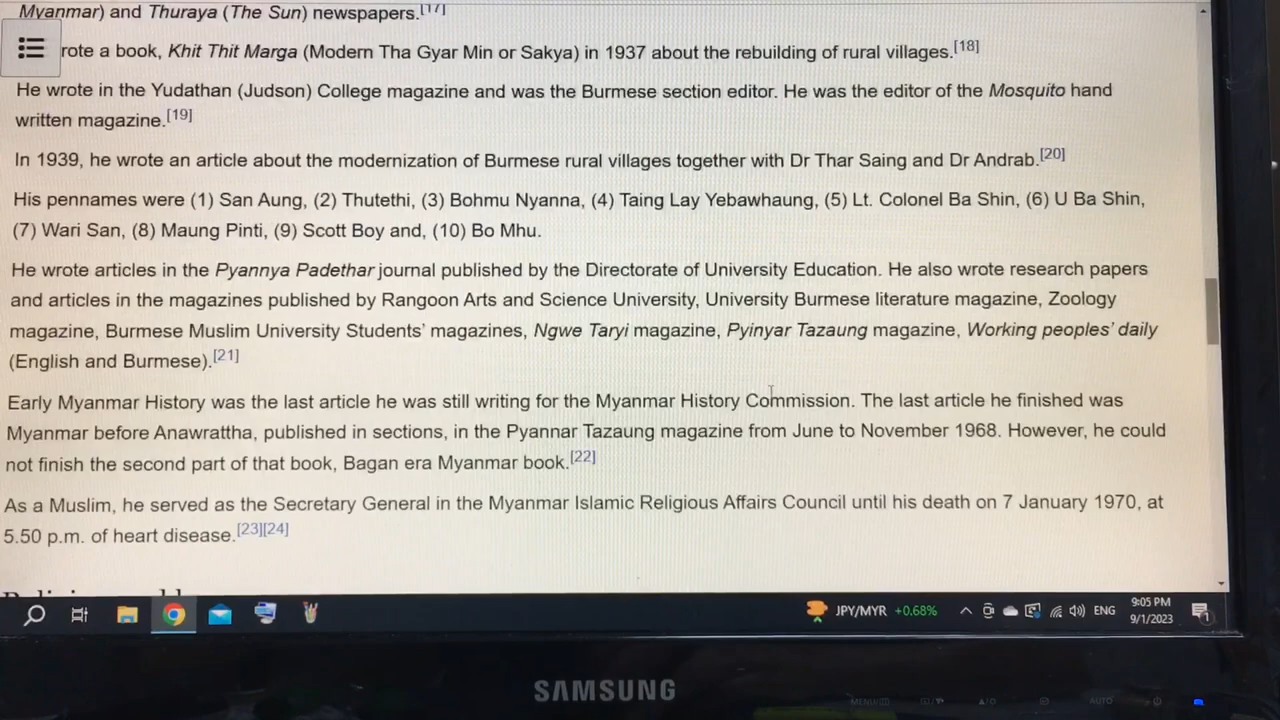 Myanmar) and Thuraya (The Sun) newspapers.[17]
rote a book, Khit Thit Marga (Modern Tha Gyar Min or Sakya) in 1937 about the rebuilding of rural villages.[18]
He wrote in the Yudathan (Judson) College magazine and was the Burmese section editor. He was the editor of the Mosquito hand
written magazine.[19]
In 1939, he wrote an article about the modernization of Burmese rural villages together with Dr Thar Saing and Dr Andrab.[20]
His pennames were (1) San Aung, (2) Thutethi, (3) Bohmu Nyanna, (4) Taing Lay Yebawhaung, (5) Lt. Colonel Ba Shin, (6) U Ba Shin,
(7) Wari San, (8) Maung Pinti, (9) Scott Boy and, (10) Bo Mhu.
He wrote articles in the Pyannya Padethar journal published by the Directorate of University Education. He also wrote research papers
and articles in the magazines published by Rangoon Arts and Science University, University Burmese literature magazine, Zoology
magazine, Burmese Muslim University Students’ magazines, Ngwe Taryi magazine, Pyinyar Tazaung magazine, Working peoples’ daily
(English and Burmese).[21]
Early Myanmar History was the last article he was still writing for the Myanmar History Commission. The last article he finished was
Myanmar before Anawrattha, published in sections, in the Pyannar Tazaung magazine from June to November 1968. However, he could
not finish the second part of that book, Bagan era Myanmar book.[22]
As a Muslim, he served as the Secretary General in the Myanmar Islamic Religious Affairs Council until his death on 7 January 1970, at
5.50 p.m. of heart disease.[23][24]
JPY/MYR +0.68% ENG 9:05 PM
9/1/2023
SAMSUNG
MENU AUTO